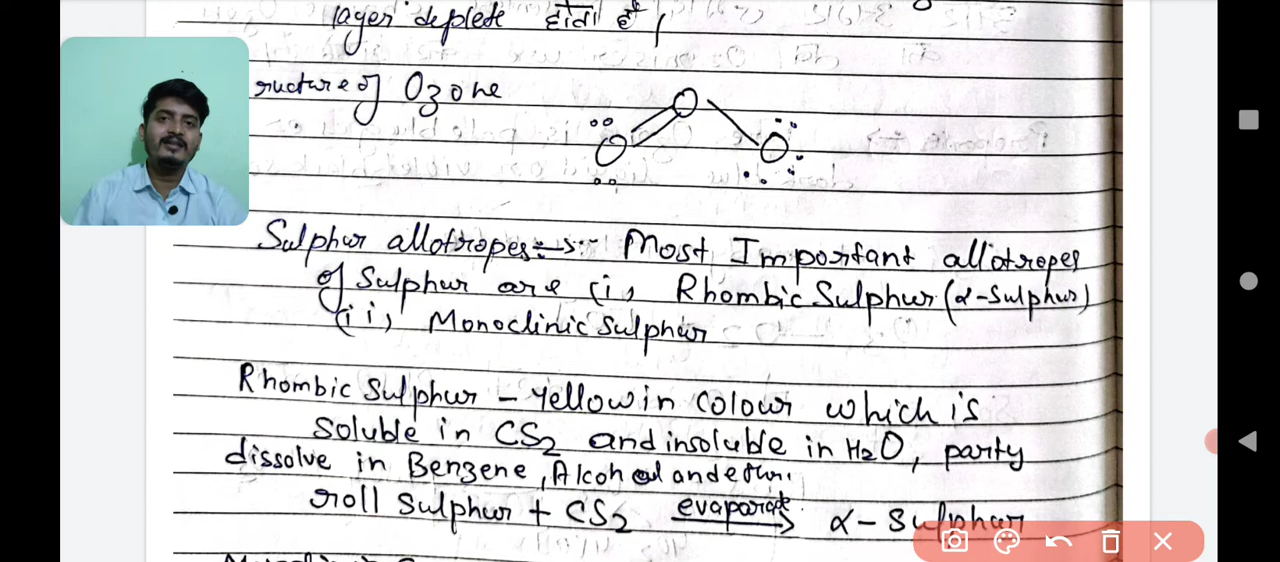 layer deplete होता है।
ructure of Ozone
O O O
Sulphur allotropes :- Most Important allotropes
of Sulphur are (i, Rhombic Sulphur (α-Sulphur)
(ii, Monoclinic Sulphur
Rhombic Sulphur - Yellow in Colour which is
Soluble in CS2 and insoluble in H2O, party
dissolve in Benzene, Alcohol and ether.
roll Sulphur + CS2 evaporate → α-Sulphur